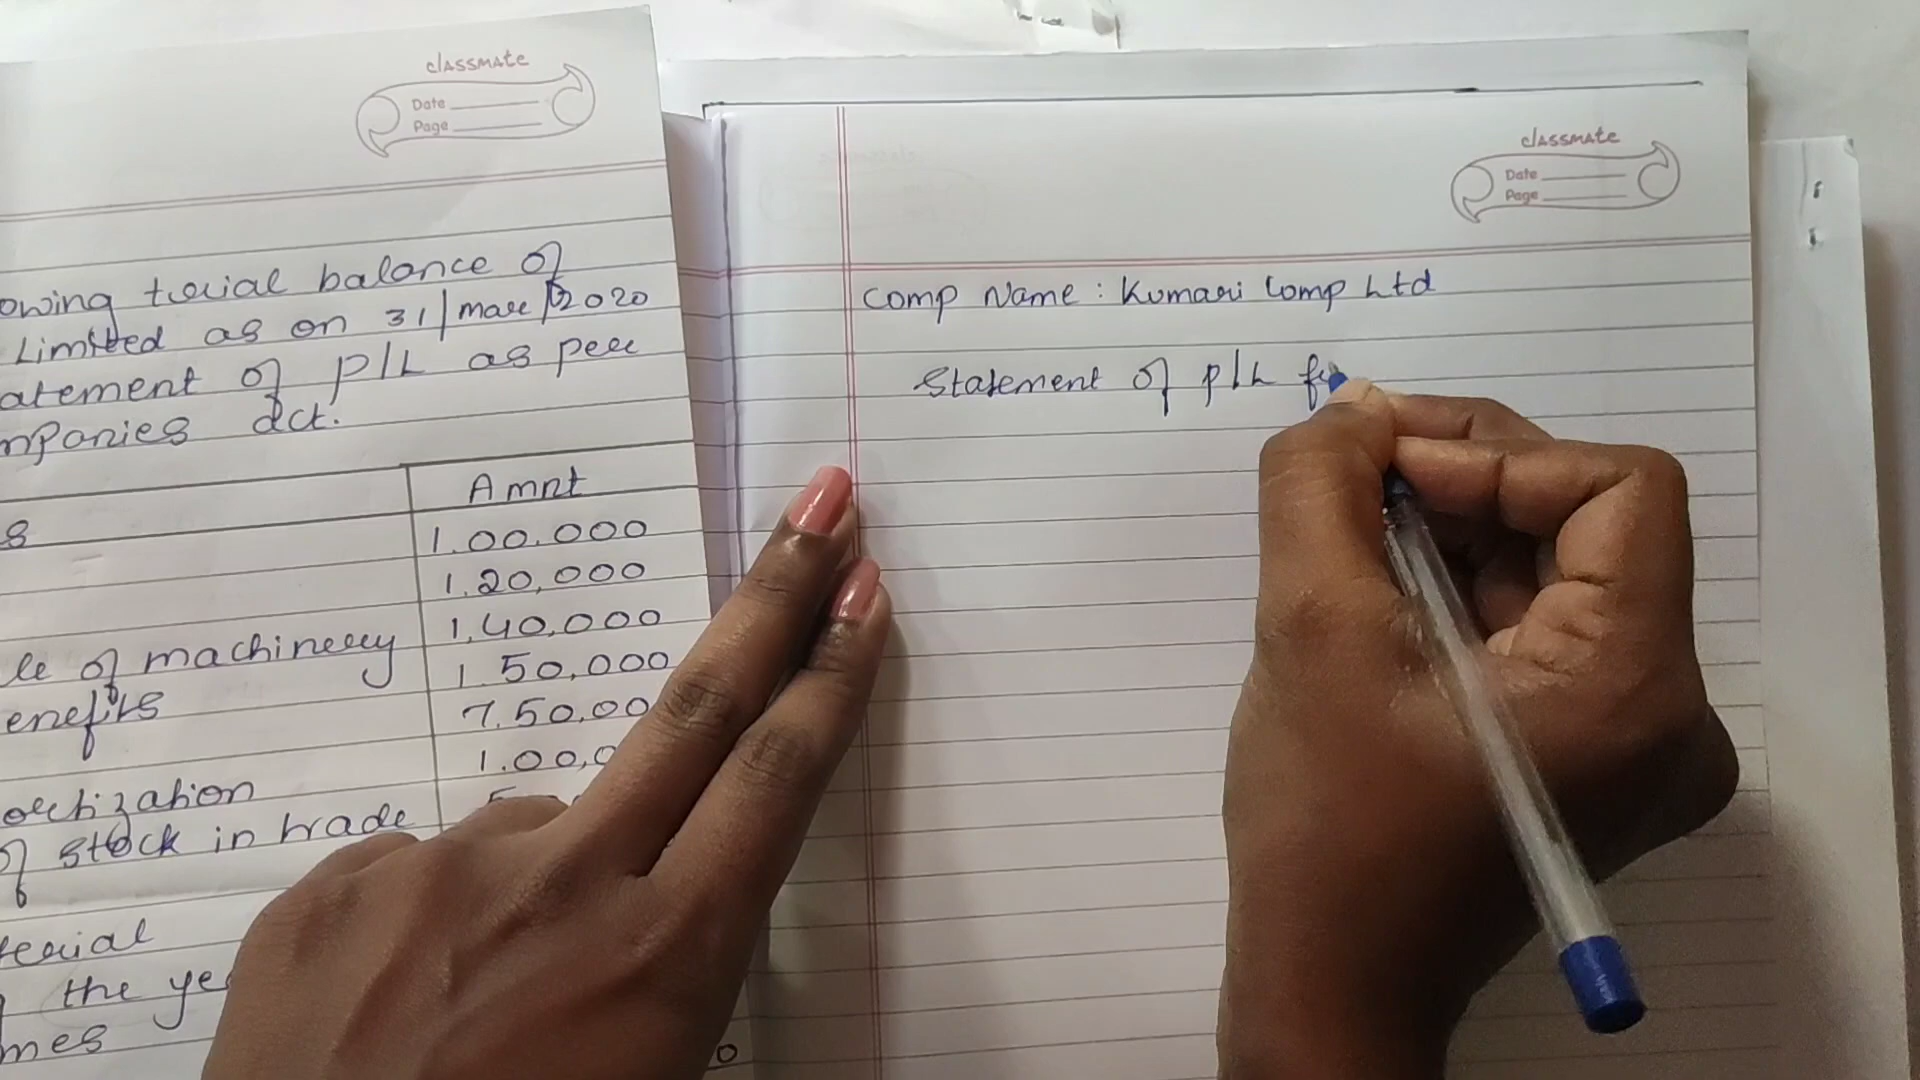 classmate
Date
Page
owing trial balance of
Limited as on 31/mar/2020
atement of P/L as per
mpanies Act.
Amnt
s
1.00.000
1,20,000
1,40,000
le of machinery
1.50,000
enefits
7.50,00
1.00,0
ortization
of stock in trade
terial
the ye
mes
0
classmate
Date
Page
Comp Name : Kumari Comp Ltd
Statement of P/L fo